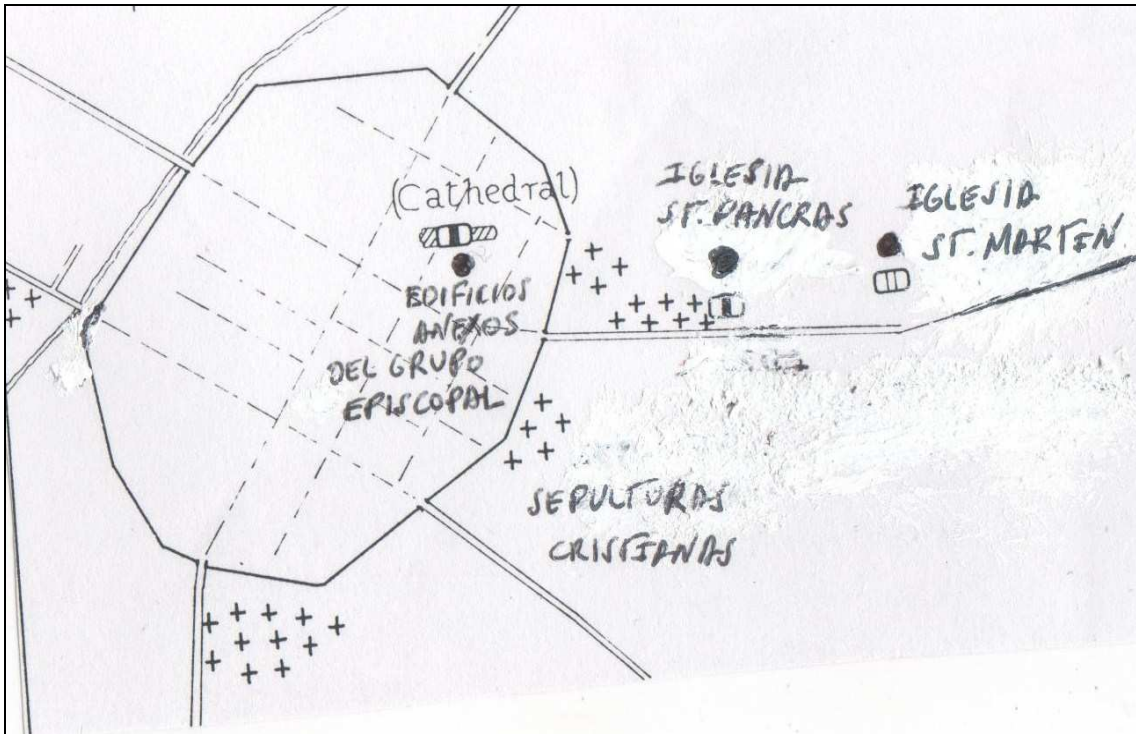 (Cathedral)
EDIFICIOS
ANEXOS
DEL GRUPO
EPISCOPAL
IGLESIA
ST. PANCRAS
IGLESIA
ST. MARTIN
SEPULTURAS
CRISTIANAS